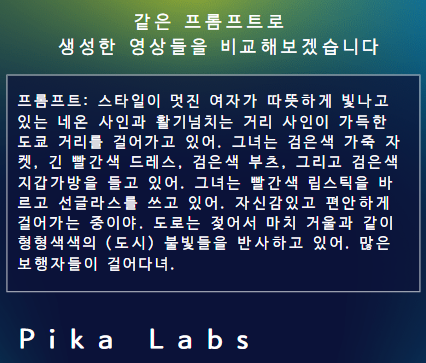 같은 프롬프트로
생성한 영상들을 비교해보겠습니다
프롬프트: 스타일이 멋진 여자가 따뜻하게 빛나고
있는 네온 사인과 활기넘치는 거리 사인이 가득한
도쿄 거리를 걸어가고 있어. 그녀는 검은색 가죽 자
켓, 긴 빨간색 드레스, 검은색 부츠, 그리고 검은색
지갑가방을 들고 있어. 그녀는 빨간색 립스틱을 바
르고 선글라스를 쓰고 있어. 자신감있고 편안하게
걸어가는 중이야. 도로는 젖어서 마치 거울과 같이
형형색색의 (도시) 불빛들을 반사하고 있어. 많은
보행자들이 걸어다녀.
Pika Labs